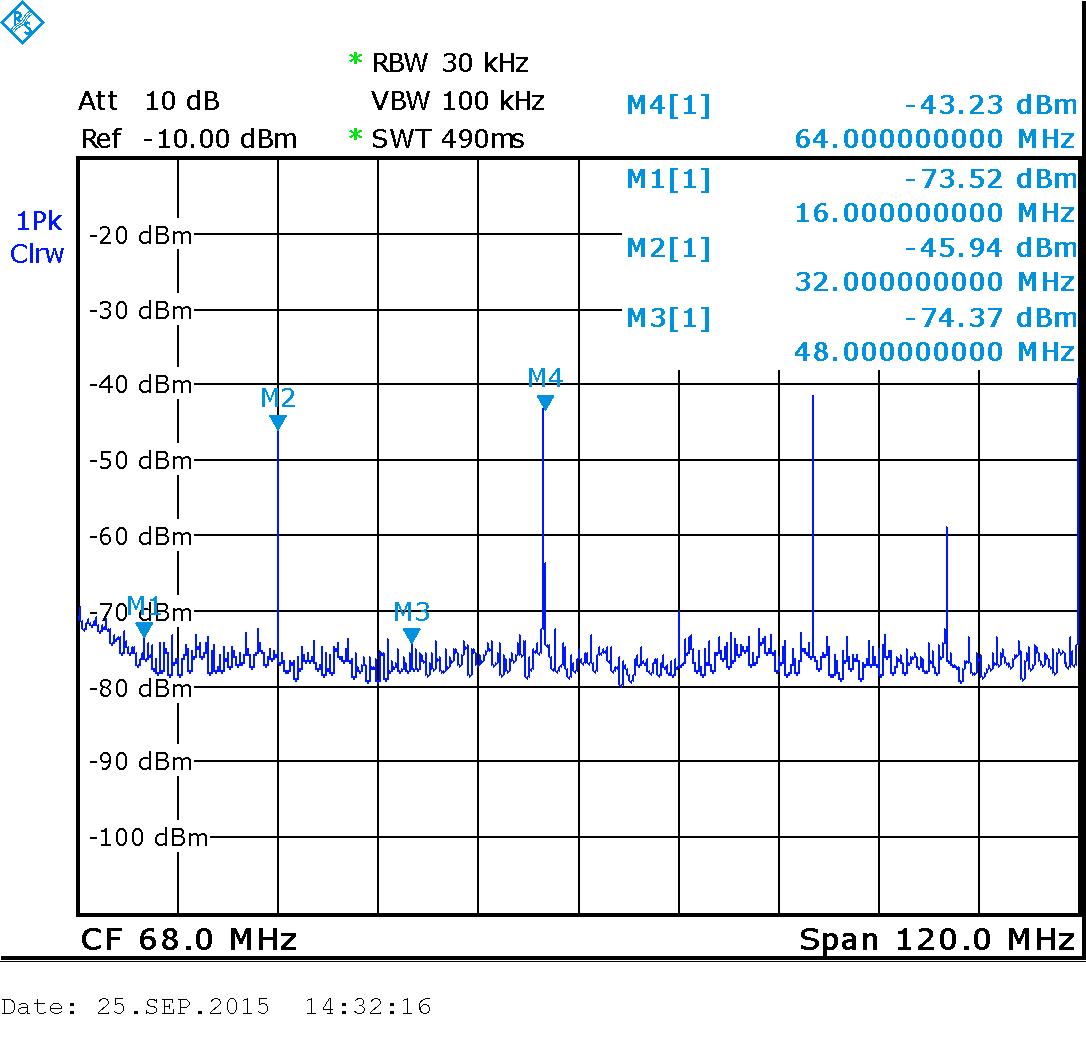 R S
* RBW 30 kHz
Att 10 dB VBW 100 kHz M4[1] -43.23 dBm
Ref -10.00 dBm * SWT 490ms 64.000000000 MHz
M1[1] -73.52 dBm
1Pk 16.000000000 MHz
-20 dBm
Clrw M2[1] -45.94 dBm
32.000000000 MHz
-30 dBm M3[1] -74.37 dBm
48.000000000 MHz
-40 dBm M4
M2
-50 dBm
-60 dBm
M1 -70 dBm M3
-80 dBm
-90 dBm
-100 dBm
CF 68.0 MHz Span 120.0 MHz
Date: 25.SEP.2015 14:32:16